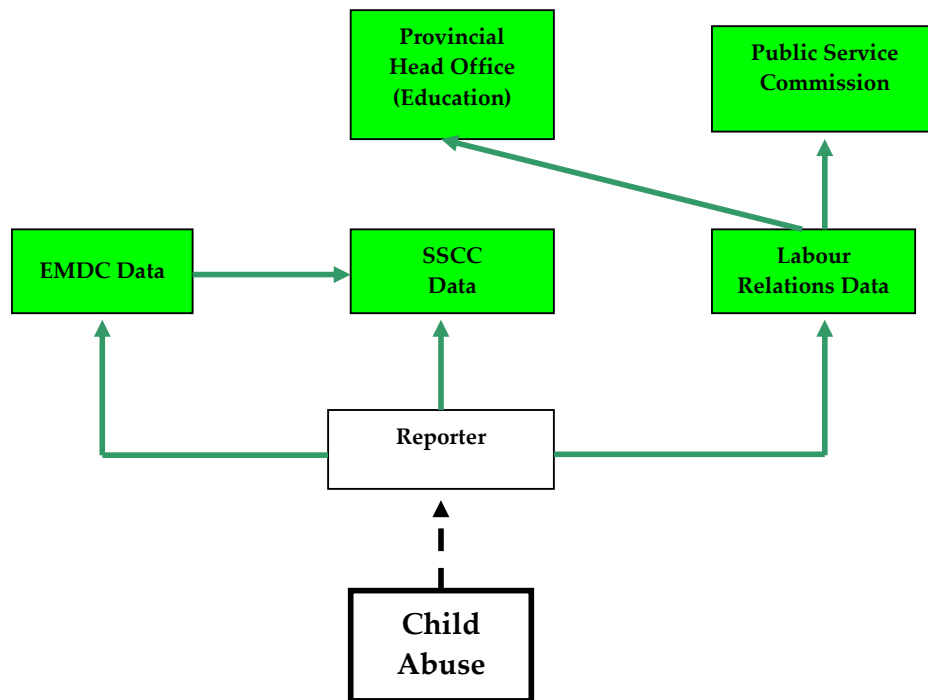 Provincial
Head Office
(Education)
Public Service
Commission
EMDC Data
SSCC
Data
Labour
Relations Data
Reporter
Child
Abuse